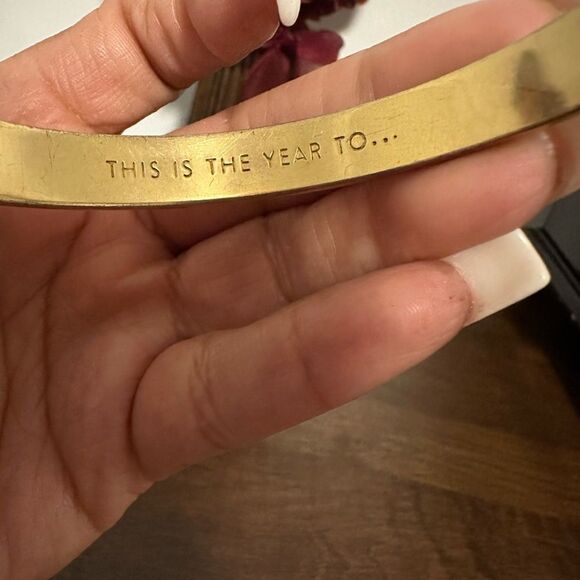 THIS IS THE YEAR TO...